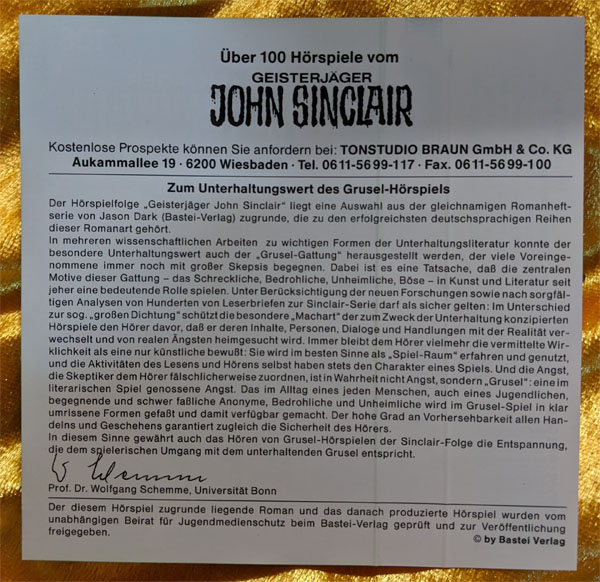 Über 100 Hörspiele vom
GEISTERJÄGER
JOHN SINCLAIR
Kostenlose Prospekte können Sie anfordern bei: TONSTUDIO BRAUN GmbH & Co. KG
Aukammallee 19 · 6200 Wiesbaden · Tel. 0611-5699-117 · Fax. 0611-5699-100
Zum Unterhaltungswert des Grusel-Hörspiels
Der Hörspielfolge „Geisterjäger John Sinclair" liegt eine Auswahl aus der gleichnamigen Romanheft-
serie von Jason Dark (Bastei-Verlag) zugrunde, die zu den erfolgreichsten deutschsprachigen Reihen
dieser Romanart gehört.
In mehreren wissenschaftlichen Arbeiten zu wichtigen Formen der Unterhaltungsliteratur konnte der
besondere Unterhaltungswert auch der „Grusel-Gattung" herausgestellt werden, der viele Voreinge-
nommene immer noch mit großer Skepsis begegnen. Dabei ist es eine Tatsache, daß die zentralen
Motive dieser Gattung - das Schreckliche, Bedrohliche, Unheimliche, Böse - in Kunst und Literatur seit
jeher eine bedeutende Rolle spielen. Unter Berücksichtigung der neuen Forschungen sowie nach sorgfäl-
tigen Analysen von Hunderten von Leserbriefen zur Sinclair-Serie darf als sicher gelten: Im Unterschied
zur sog. „großen Dichtung" schützt die besondere „Machart" der zum Zweck der Unterhaltung konzipierten
Hörspiele den Hörer davor, daß er deren Inhalte, Personen, Dialoge und Handlungen mit der Realität ver-
wechselt und von realen Ängsten heimgesucht wird. Immer bleibt dem Hörer vielmehr die vermittelte Wir-
klichkeit als eine nur künstliche bewußt: Sie wird im besten Sinne als „Spiel-Raum" erfahren und genutzt,
und die Aktivitäten des Lesens und Hörens selbst haben stets den Charakter eines Spiels. Und die Angst,
die Skeptiker dem Hörer fälschlicherweise zuordnen, ist in Wahrheit nicht Angst, sondern „Grusel": eine im
literarischen Spiel genossene Angst. Das im Alltag eines jeden Menschen, auch eines Jugendlichen,
begegnende und schwer faßliche Anonyme, Bedrohliche und Unheimliche wird im Grusel-Spiel in klar
umrissene Formen gefaßt und damit verfügbar gemacht. Der hohe Grad an Vorhersehbarkeit allen Han-
delns und Geschehens garantiert zugleich die Sicherheit des Hörers.
In diesem Sinne gewährt auch das Hören von Grusel-Hörspielen der Sinclair-Folge die Entspannung,
die dem spielerischen Umgang mit dem unterhaltenden Grusel entspricht.
W Schemme
Prof. Dr. Wolfgang Schemme, Universität Bonn
Der diesem Hörspiel zugrunde liegende Roman und das danach produzierte Hörspiel wurden vom
unabhängigen Beirat für Jugendmedienschutz beim Bastei-Verlag geprüft und zur Veröffentlichung
freigegeben.
© by Bastei Verlag